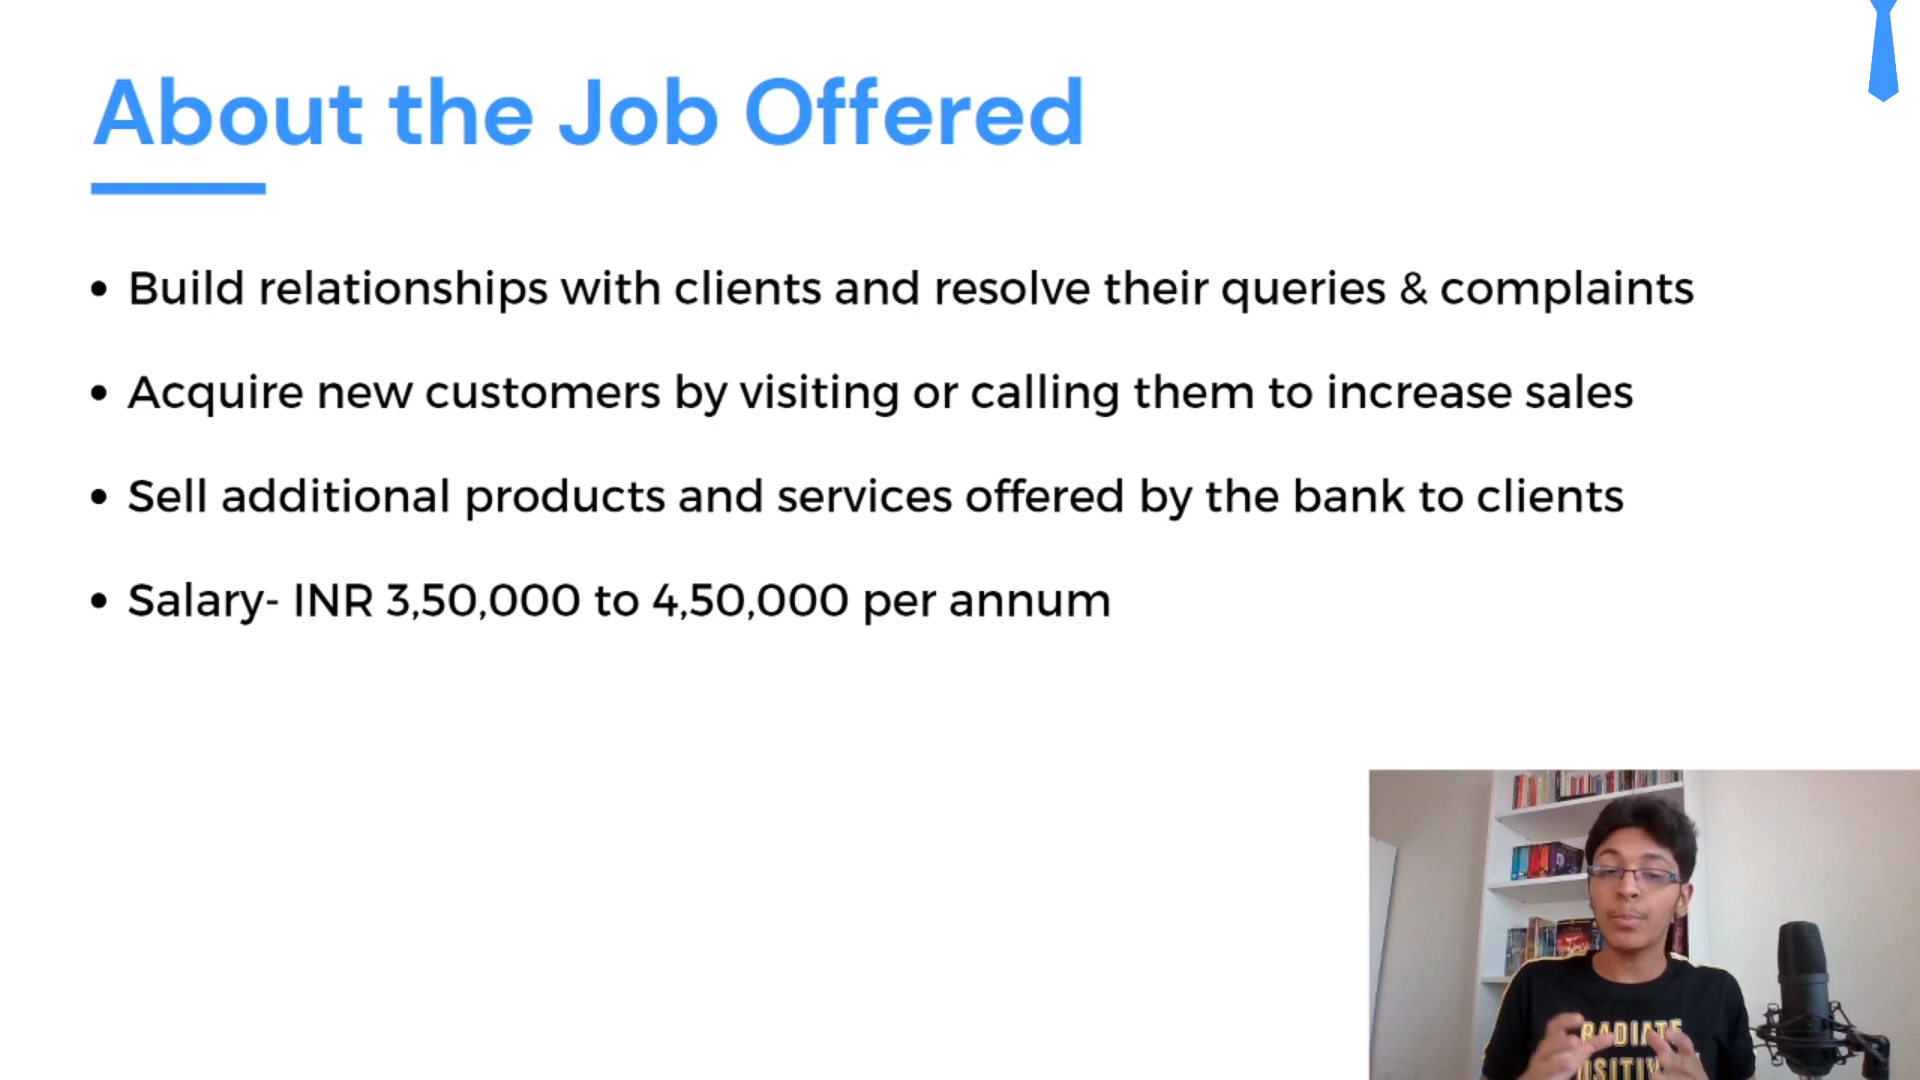 About the Job Offered
• Build relationships with clients and resolve their queries & complaints
• Acquire new customers by visiting or calling them to increase sales
• Sell additional products and services offered by the bank to clients
• Salary- INR 3,50,000 to 4,50,000 per annum
RADIATE